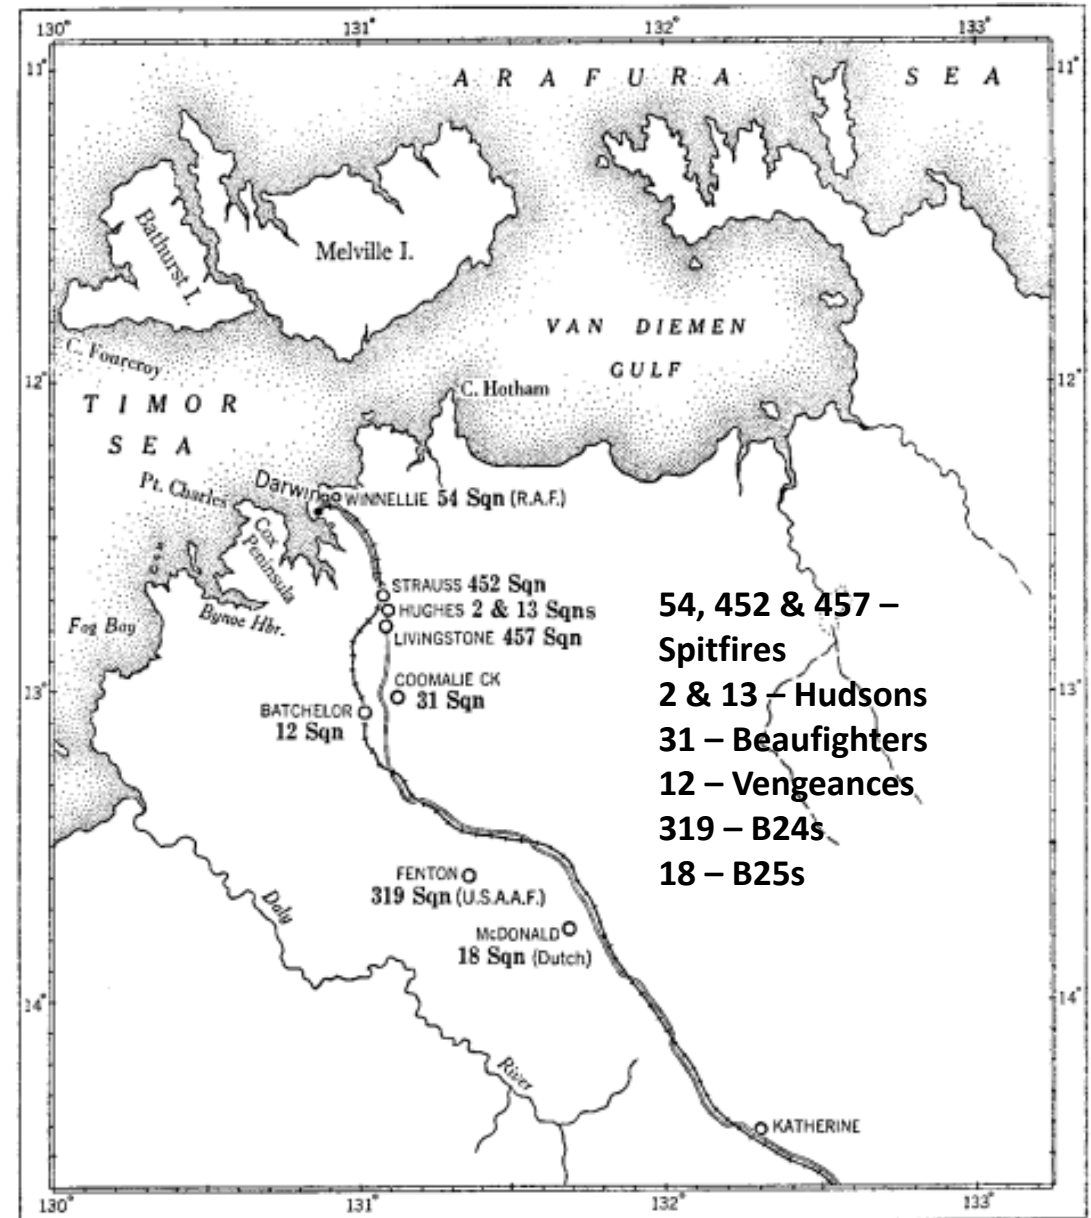 130°
131°
132°
133°
11°
11°
ARAFURA SEA
Bathurst I.
Melville I.
VAN DIEMEN
GULF
C. Fourcroy
12°
12°
C. Hotham
TIMOR
SEA
Pt. Charles
Darwin
WINNELLIE 54 Sqn (R.A.F.)
Cox
Peninsula
STRAUSS 452 Sqn
HUGHES 2 & 13 Sqns
LIVINGSTONE 457 Sqn
Bynoe Hbr.
Fog Bay
54, 452 & 457 –
Spitfires
2 & 13 – Hudsons
31 – Beaufighters
12 – Vengeances
319 – B24s
18 – B25s
13°
13°
COOMALIE CK
31 Sqn
BATCHELOR
12 Sqn
FENTON
319 Sqn (U.S.A.A.F.)
McDONALD
18 Sqn (Dutch)
Daly
River
14°
14°
KATHERINE
130°
131°
132°
133°